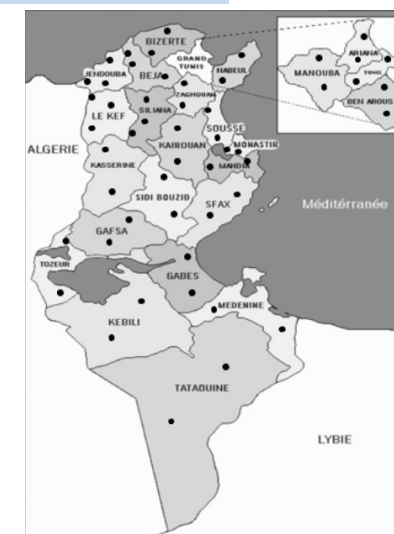 BIZERTE
GRAND
TUNIS
NABEUL
JENDOUBA
BEJA
ZAGHOUAN
ARIANA
MANOUBA
TUNIS
BEN AROUS
LE KEF
SILIANA
SOUSSE
MONASTIR
ALGERIE
KAIROUAN
MAHDIA
KASSERINE
SIDI BOUZID
SFAX
Méditérranée
GAFSA
TOZEUR
GABES
MEDENINE
KEBILI
TATAOUINE
LYBIE